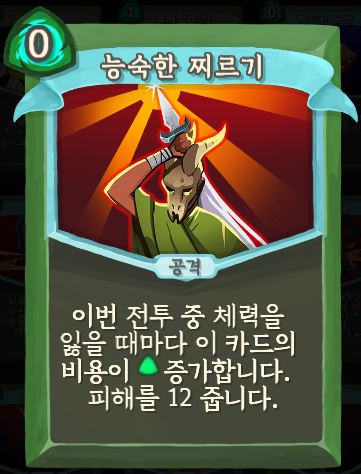 0
능숙한 찌르기
공격
이번 전투 중 체력을
잃을 때마다 이 카드의
비용이 증가합니다.
피해를 12 줍니다.